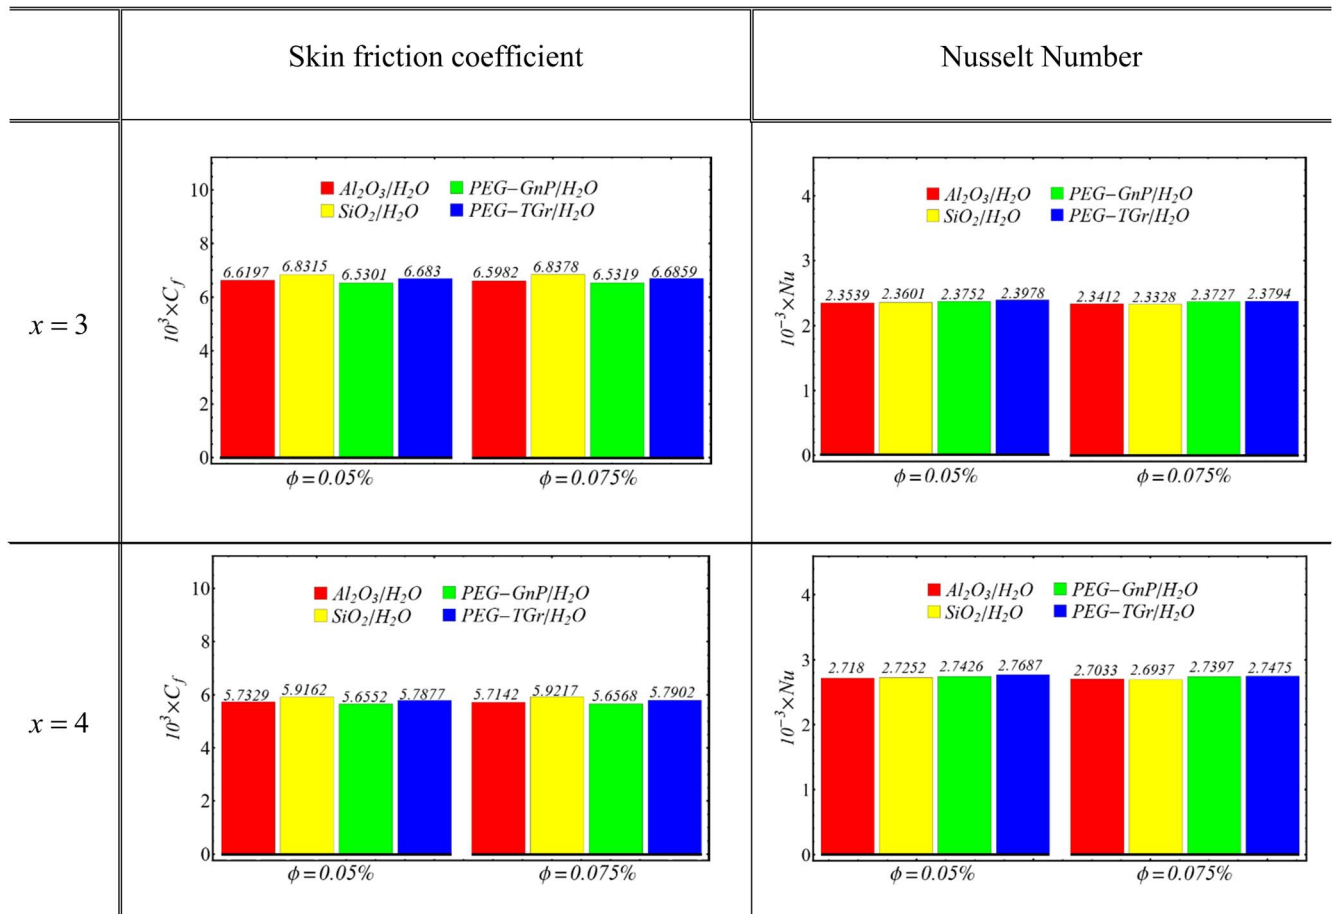 Skin friction coefficient
Nusselt Number
x = 3
10³×C_f
10
8
6
4
2
0
Al₂O₃/H₂O PEG−GnP/H₂O
SiO₂/H₂O PEG−TGr/H₂O
6.6197 6.8315 6.5301 6.683 6.5982 6.8378 6.5319 6.6859
ϕ=0.05% ϕ=0.075%
10⁻³×Nu
4
3
2
1
0
Al₂O₃/H₂O PEG−GnP/H₂O
SiO₂/H₂O PEG−TGr/H₂O
2.3539 2.3601 2.3752 2.3978 2.3412 2.3328 2.3727 2.3794
ϕ=0.05% ϕ=0.075%
x = 4
10³×C_f
10
8
6
4
2
0
Al₂O₃/H₂O PEG−GnP/H₂O
SiO₂/H₂O PEG−TGr/H₂O
5.7329 5.9162 5.6552 5.7877 5.7142 5.9217 5.6568 5.7902
ϕ=0.05% ϕ=0.075%
10⁻³×Nu
4
3
2
1
0
Al₂O₃/H₂O PEG−GnP/H₂O
SiO₂/H₂O PEG−TGr/H₂O
2.718 2.7252 2.7426 2.7687 2.7033 2.6937 2.7397 2.7475
ϕ=0.05% ϕ=0.075%